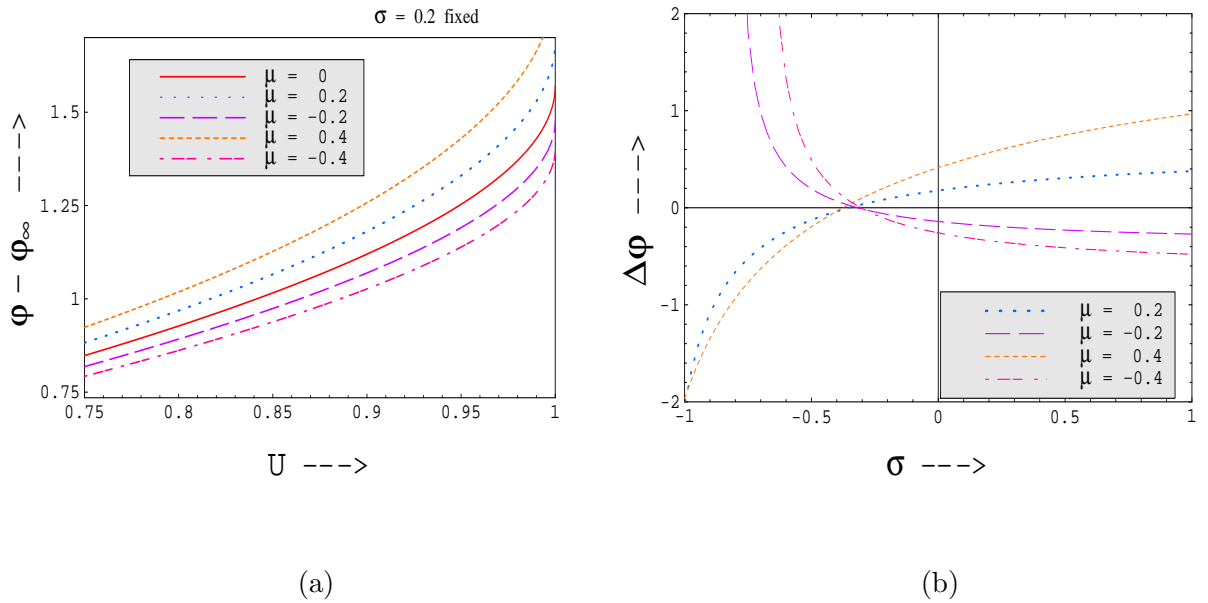 σ = 0.2 fixed
φ − φ∞ --->
1.5
1.25
1
0.75
μ = 0
μ = 0.2
μ = -0.2
μ = 0.4
μ = -0.4
0.75 0.8 0.85 0.9 0.95 1
U --->
(a)
Δφ --->
2
1
0
-1
-2
μ = 0.2
μ = -0.2
μ = 0.4
μ = -0.4
-1 -0.5 0 0.5 1
σ --->
(b)